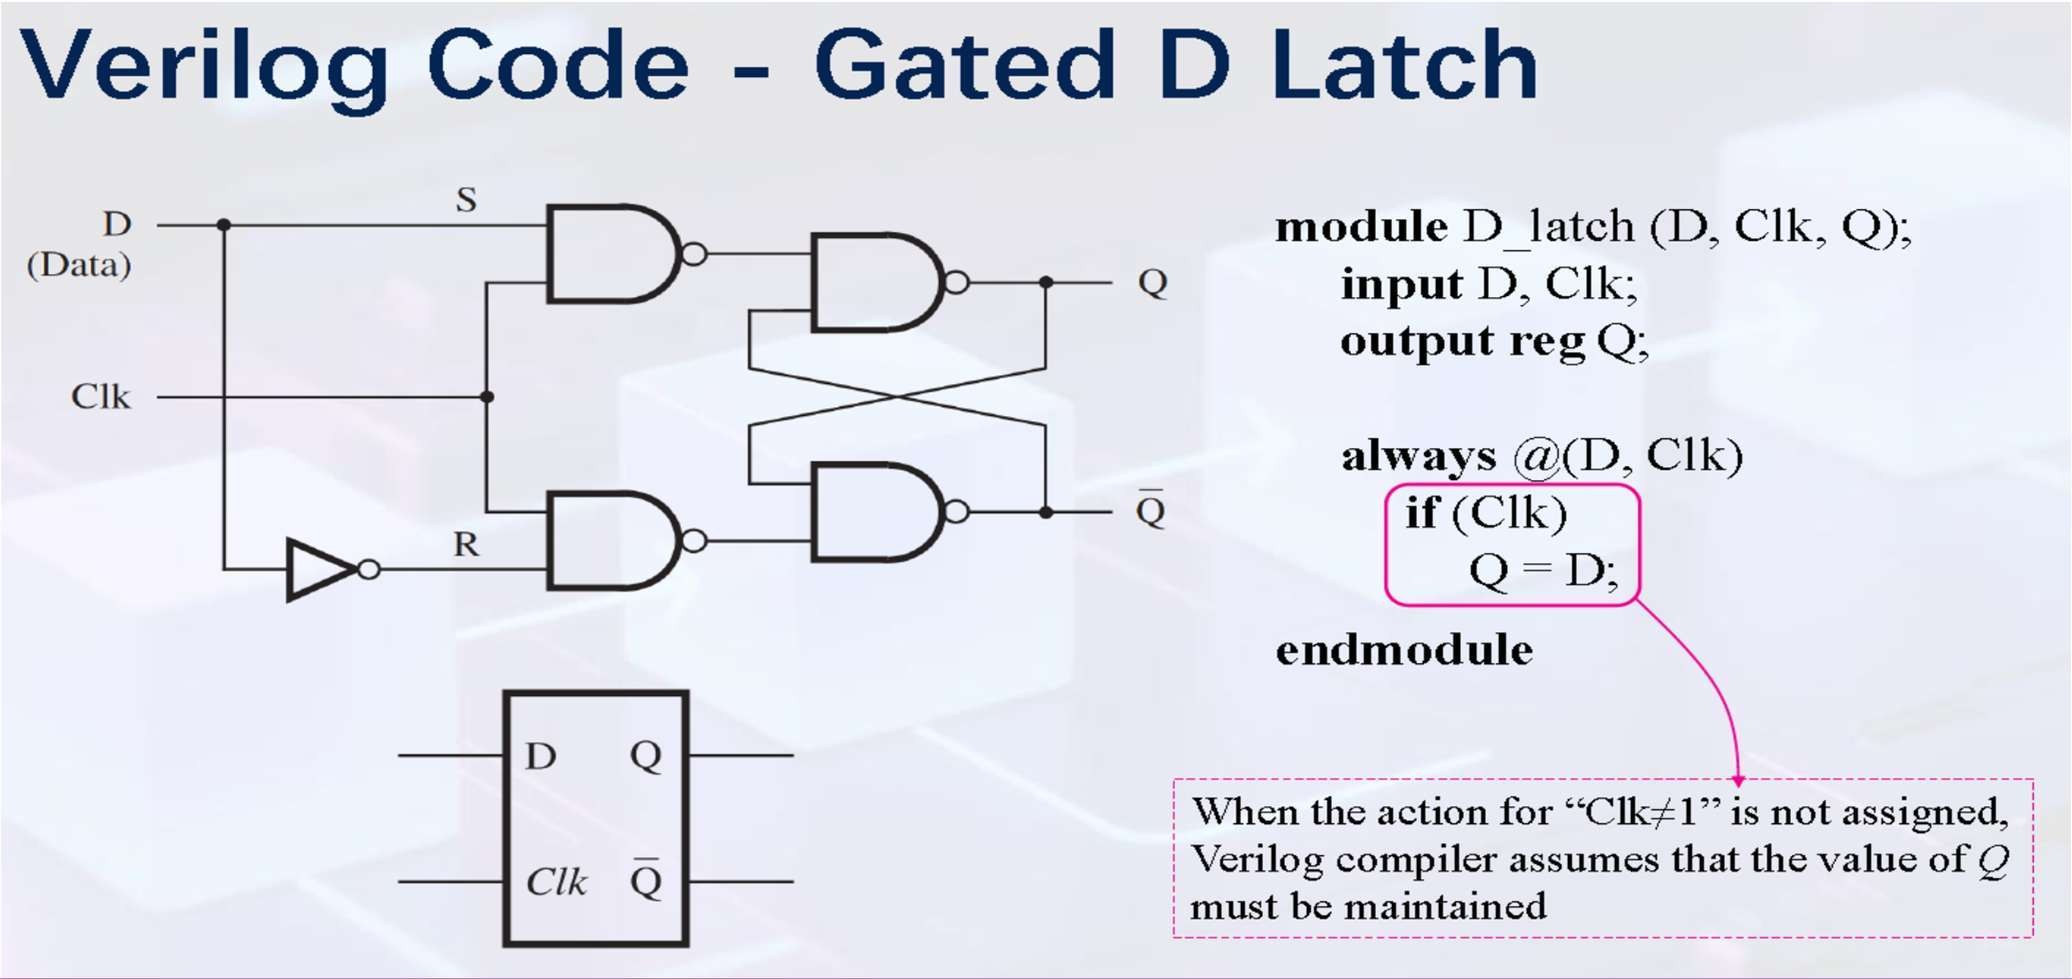 Verilog Code - Gated D Latch
D
(Data)
S
Clk
R
Q
Q̅
D Q
Clk Q̅
module D_latch (D, Clk, Q);
input D, Clk;
output reg Q;
always @(D, Clk)
if (Clk)
Q = D;
endmodule
When the action for “Clk≠1” is not assigned,
Verilog compiler assumes that the value of Q
must be maintained